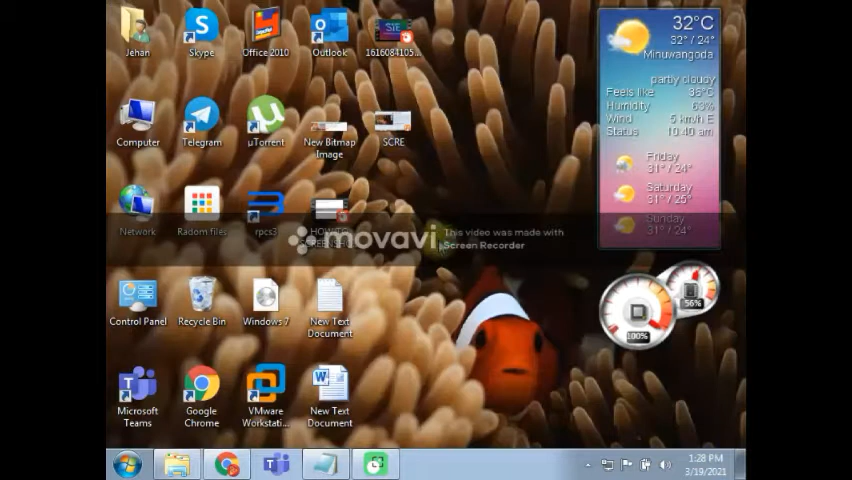 Jehan
Skype
Office 2010
Outlook
1616084105...
Computer
Telegram
µTorrent
New Bitmap
Image
SCRE
Network
Radom files
rpcs3
movavi
This video was made with
Screen Recorder
Control Panel
Recycle Bin
Windows 7
New Text
Document
Microsoft
Teams
Google
Chrome
VMware
Workstati...
New Text
Document
32°C
32° / 24°
Minuwangoda
partly cloudy
Feels like 35°C
Humidity 63%
Wind 5 km/h E
Status 10:40 am
Friday
31° / 24°
Saturday
31° / 25°
Sunday
31° / 24°
56%
100%
1:28 PM
3/19/2021